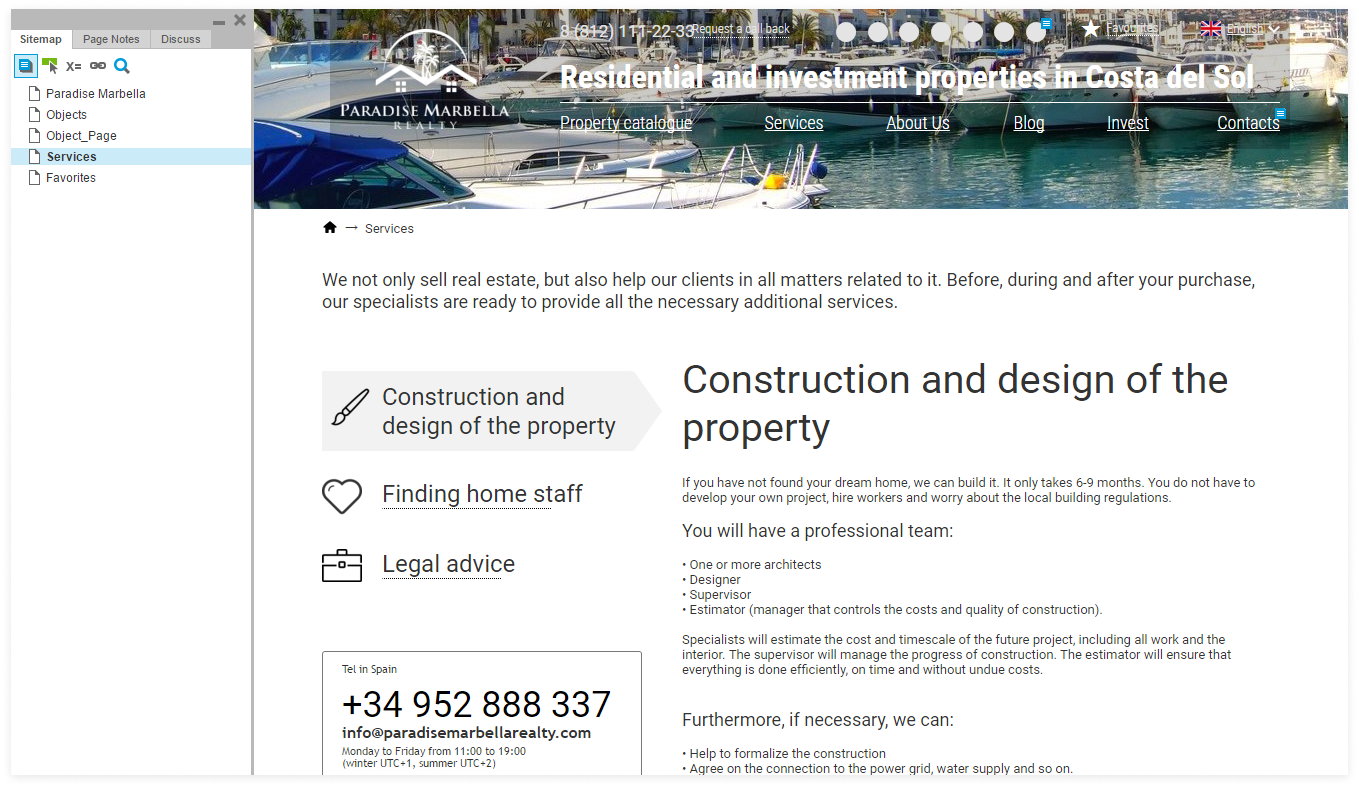 Sitemap
Page Notes
Discuss
X=
Paradise Marbella
Objects
Object_Page
Services
Favorites
PARADISE MARBELLA
REALTY
8 (812) 111-22-33
Request a call back
Favourites
English
Residential and investment properties in Costa del Sol
Property catalogue
Services
About Us
Blog
Invest
Contacts
→ Services
We not only sell real estate, but also help our clients in all matters related to it. Before, during and after your purchase,
our specialists are ready to provide all the necessary additional services.
Construction and
design of the property
Finding home staff
Legal advice
Tel in Spain
+34 952 888 337
info@paradisemarbellarealty.com
Monday to Friday from 11:00 to 19:00
(winter UTC+1, summer UTC+2)
Construction and design of the
property
If you have not found your dream home, we can build it. It only takes 6-9 months. You do not have to
develop your own project, hire workers and worry about the local building regulations.
You will have a professional team:
• One or more architects
• Designer
• Supervisor
• Estimator (manager that controls the costs and quality of construction).
Specialists will estimate the cost and timescale of the future project, including all work and the
interior. The supervisor will manage the progress of construction. The estimator will ensure that
everything is done efficiently, on time and without undue costs.
Furthermore, if necessary, we can:
• Help to formalize the construction
• Agree on the connection to the power grid, water supply and so on.